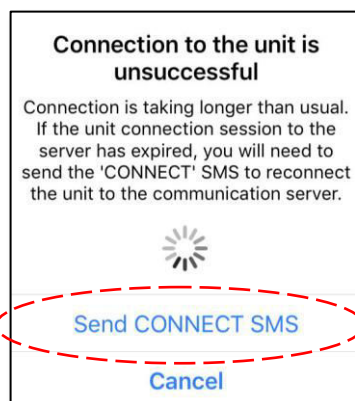 Connection to the unit is
unsuccessful
Connection is taking longer than usual.
If the unit connection session to the
server has expired, you will need to
send the 'CONNECT' SMS to reconnect
the unit to the communication server.
Send CONNECT SMS
Cancel